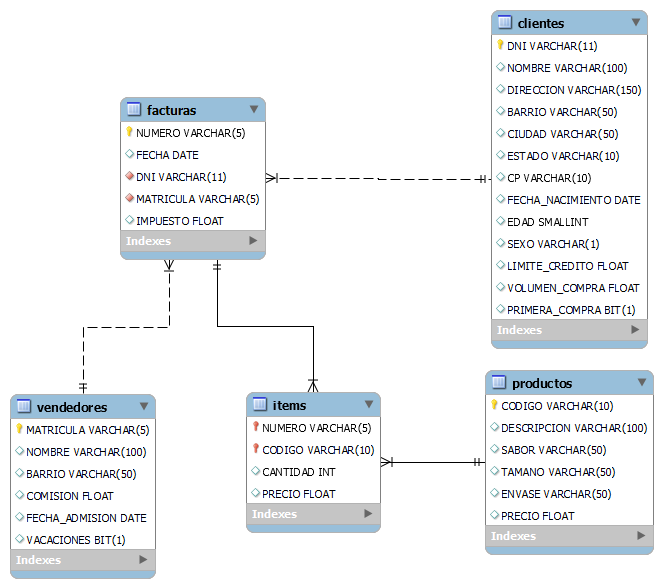 clientes
DNI VARCHAR(11)
NOMBRE VARCHAR(100)
DIRECCION VARCHAR(150)
BARRIO VARCHAR(50)
CIUDAD VARCHAR(50)
ESTADO VARCHAR(10)
CP VARCHAR(10)
FECHA_NACIMIENTO DATE
EDAD SMALLINT
SEXO VARCHAR(1)
LIMITE_CREDITO FLOAT
VOLUMEN_COMPRA FLOAT
PRIMERA_COMPRA BIT(1)
Indexes
facturas
NUMERO VARCHAR(5)
FECHA DATE
DNI VARCHAR(11)
MATRICULA VARCHAR(5)
IMPUESTO FLOAT
Indexes
vendedores
MATRICULA VARCHAR(5)
NOMBRE VARCHAR(100)
BARRIO VARCHAR(50)
COMISION FLOAT
FECHA_ADMISION DATE
VACACIONES BIT(1)
Indexes
items
NUMERO VARCHAR(5)
CODIGO VARCHAR(10)
CANTIDAD INT
PRECIO FLOAT
Indexes
productos
CODIGO VARCHAR(10)
DESCRIPCION VARCHAR(100)
SABOR VARCHAR(50)
TAMANO VARCHAR(50)
ENVASE VARCHAR(50)
PRECIO FLOAT
Indexes